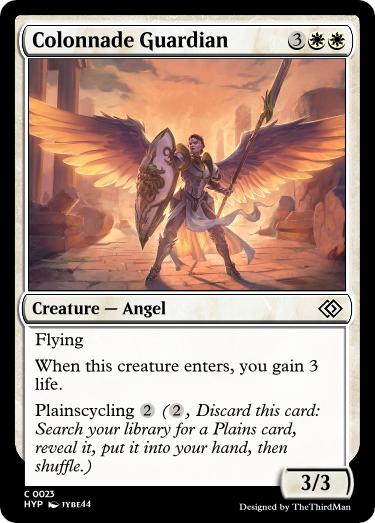 Colonnade Guardian 3
Creature — Angel
Flying
When this creature enters, you gain 3
life.
Plainscycling 2 (2, Discard this card:
Search your library for a Plains card,
reveal it, put it into your hand, then
shuffle.)
3/3
C 0023
HYP TYBE44
Designed by TheThirdMan